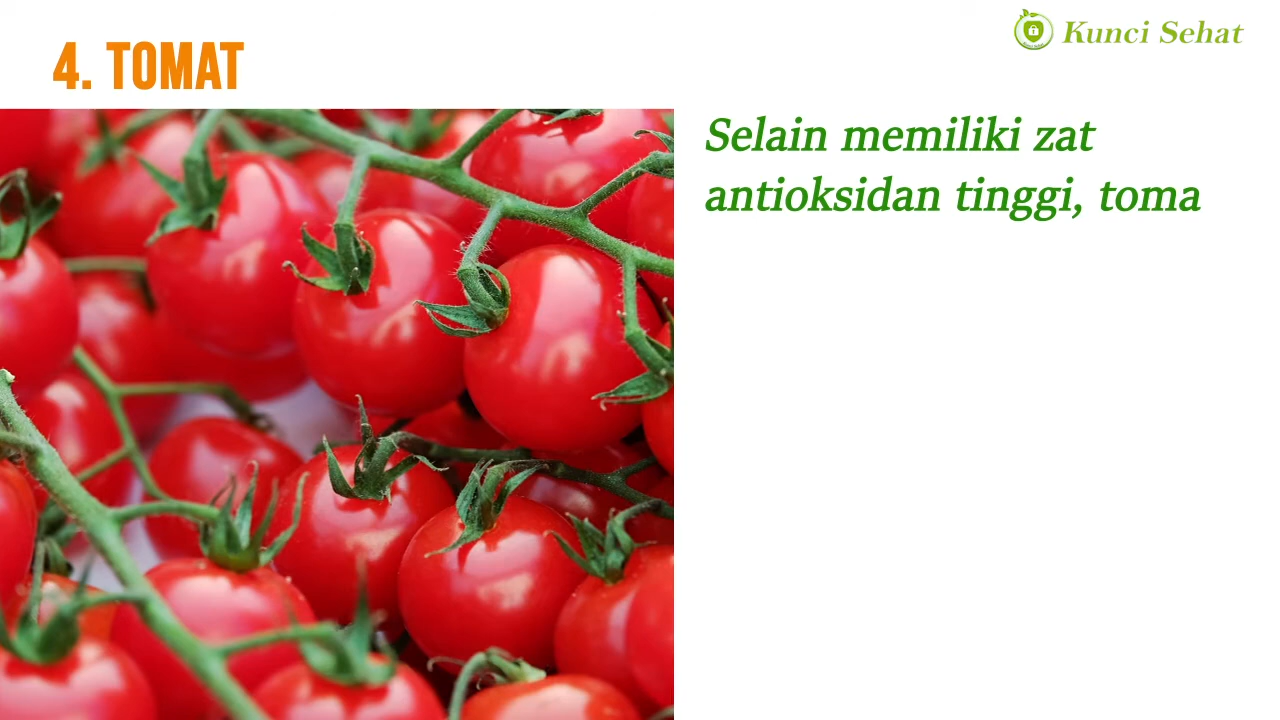 4. TOMAT
Kunci Sehat
Selain memiliki zat
antioksidan tinggi, toma